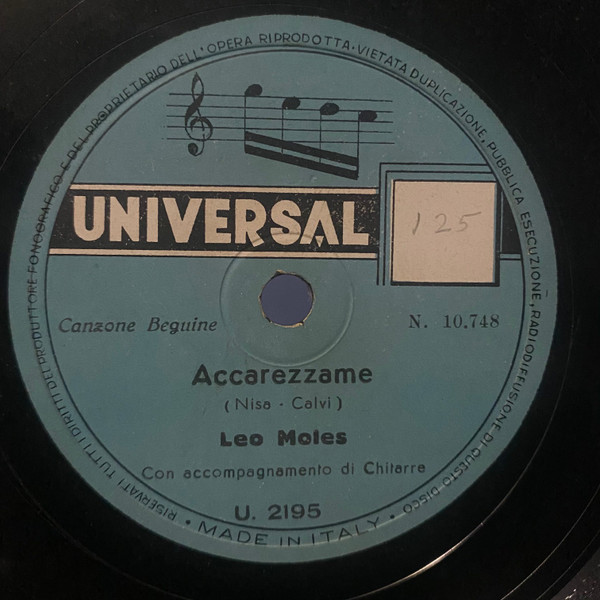 RISERVATI TUTTI I DIRITTI DEL PRODUTTORE FONOGRAFICO E DEL PROPRIETARIO DELL'OPERA RIPRODOTTA · VIETATA DUPLICAZIONE, PUBBLICA ESECUZIONE, RADIODIFFUSIONE DI QUESTO DISCO
UNIVERSAL
125
Canzone Beguine
N. 10.748
Accarezzame
(Nisa - Calvi)
Leo Moles
Con accompagnamento di Chitarre
U. 2195
• MADE IN ITALY •